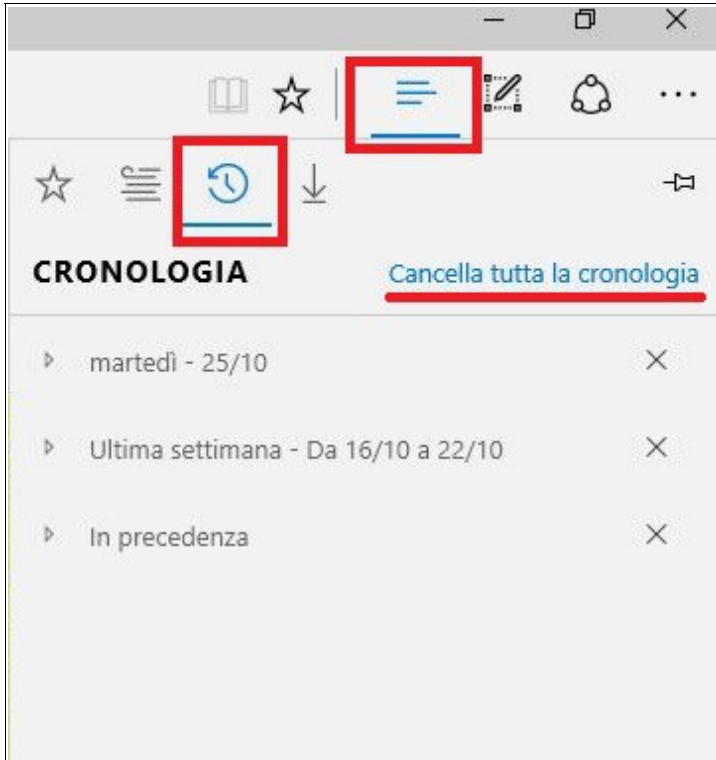 CRONOLOGIA
Cancella tutta la cronologia
martedì - 25/10
Ultima settimana - Da 16/10 a 22/10
In precedenza